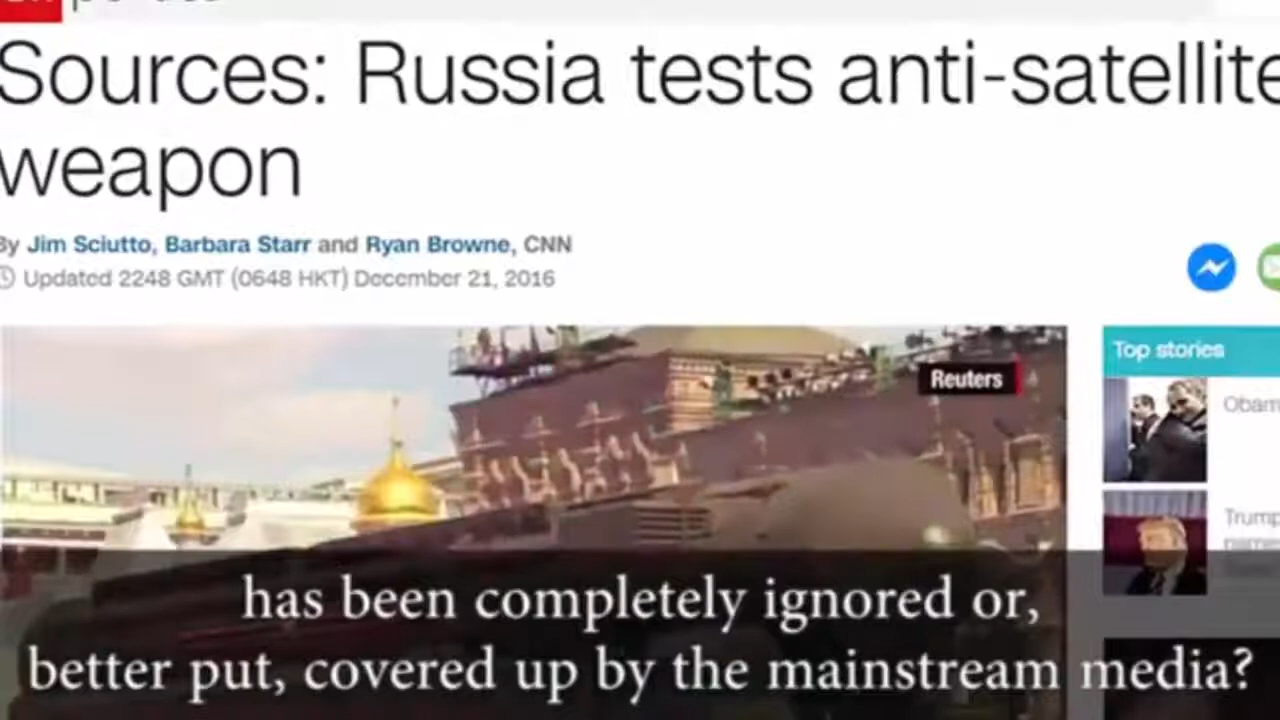 Sources: Russia tests anti-satellite
weapon
By Jim Sciutto, Barbara Starr and Ryan Browne, CNN
Updated 2248 GMT (0648 HKT) December 21, 2016
Reuters
Top stories
Obam
Trump
has been completely ignored or,
better put, covered up by the mainstream media?